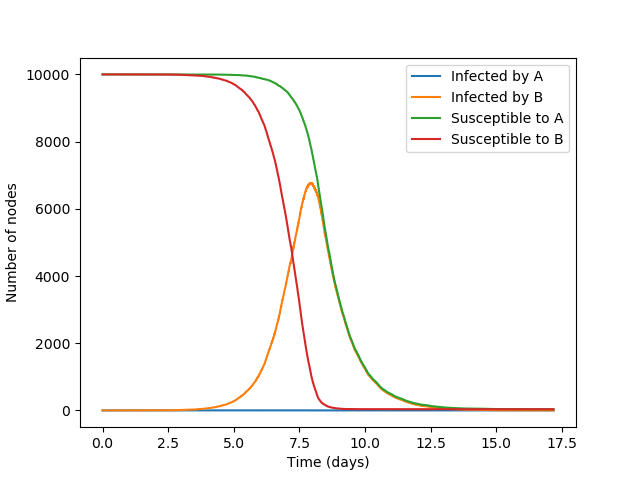 Number of nodes
10000
8000
6000
4000
2000
0
0.0 2.5 5.0 7.5 10.0 12.5 15.0 17.5
Time (days)
Infected by A
Infected by B
Susceptible to A
Susceptible to B